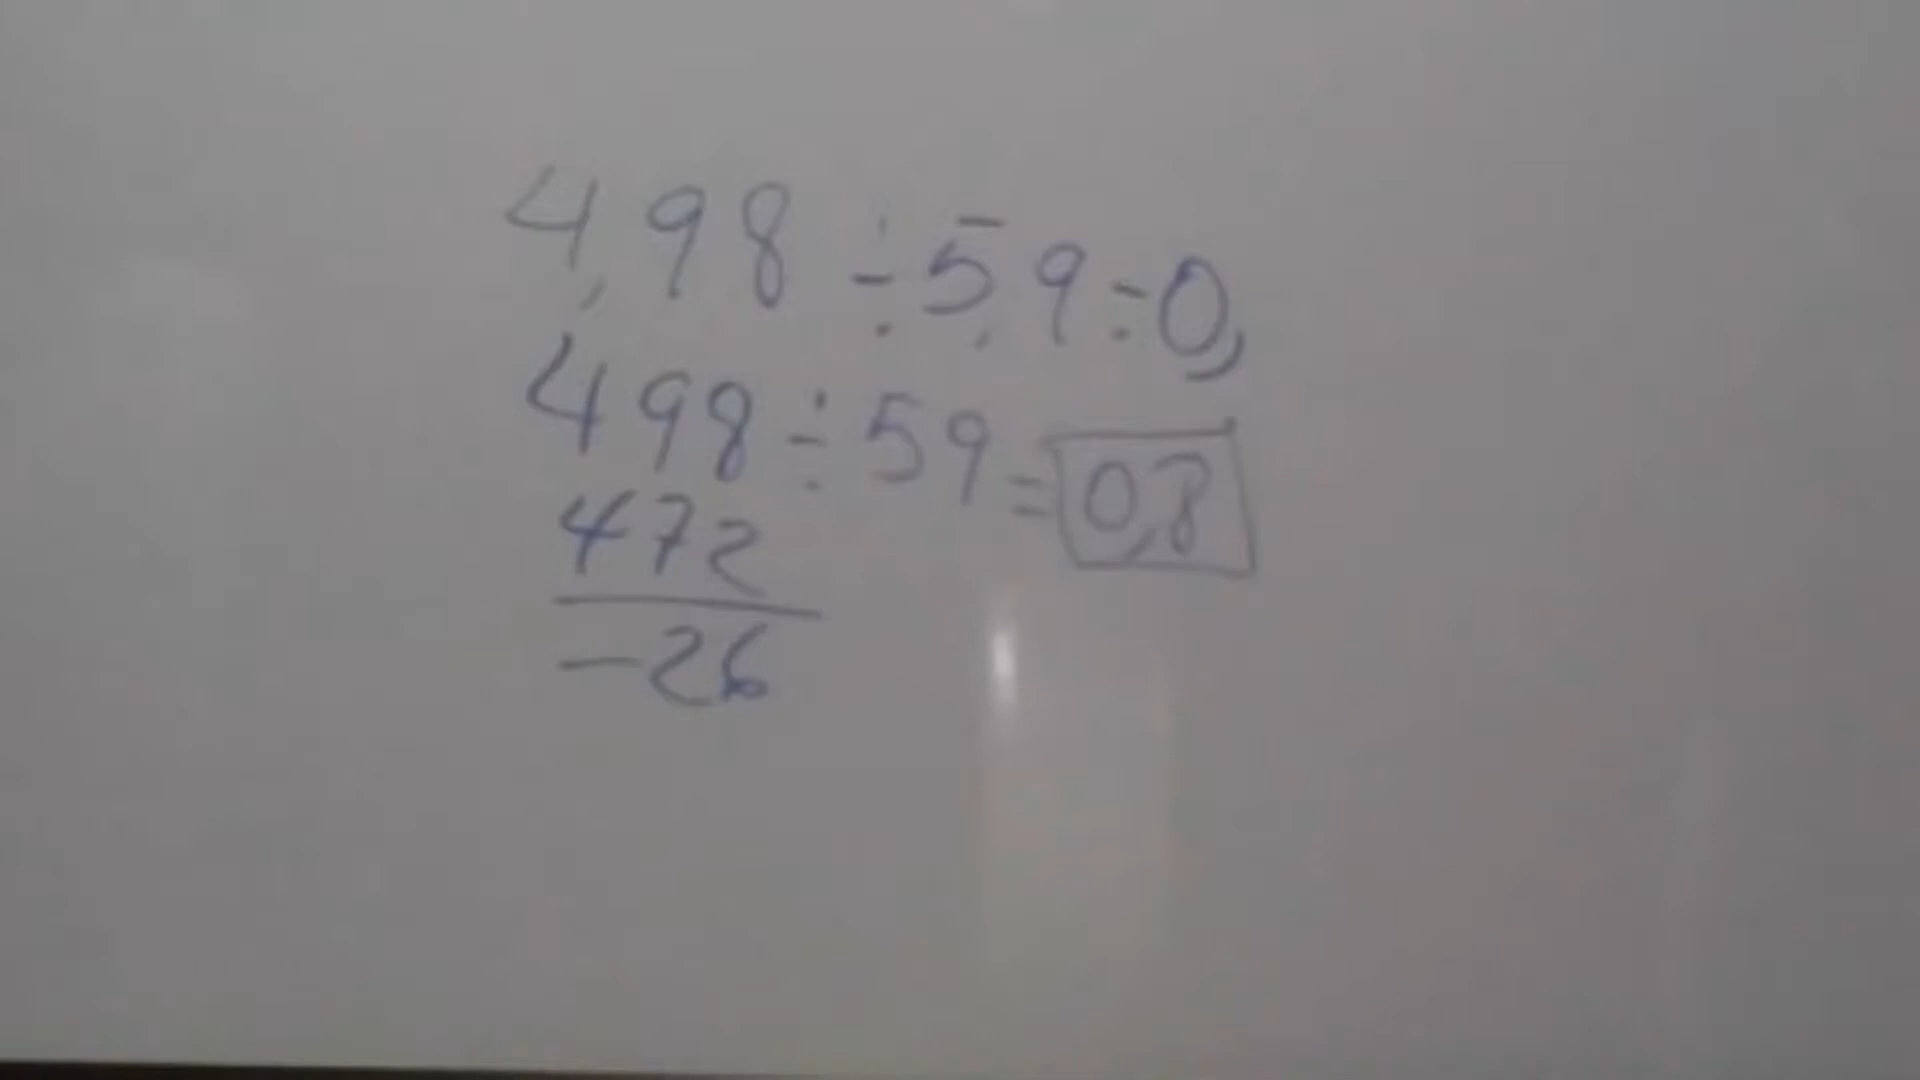 4,98 ÷ 5,9 = 0,
498 ÷ 59 = 0,8
472
-26